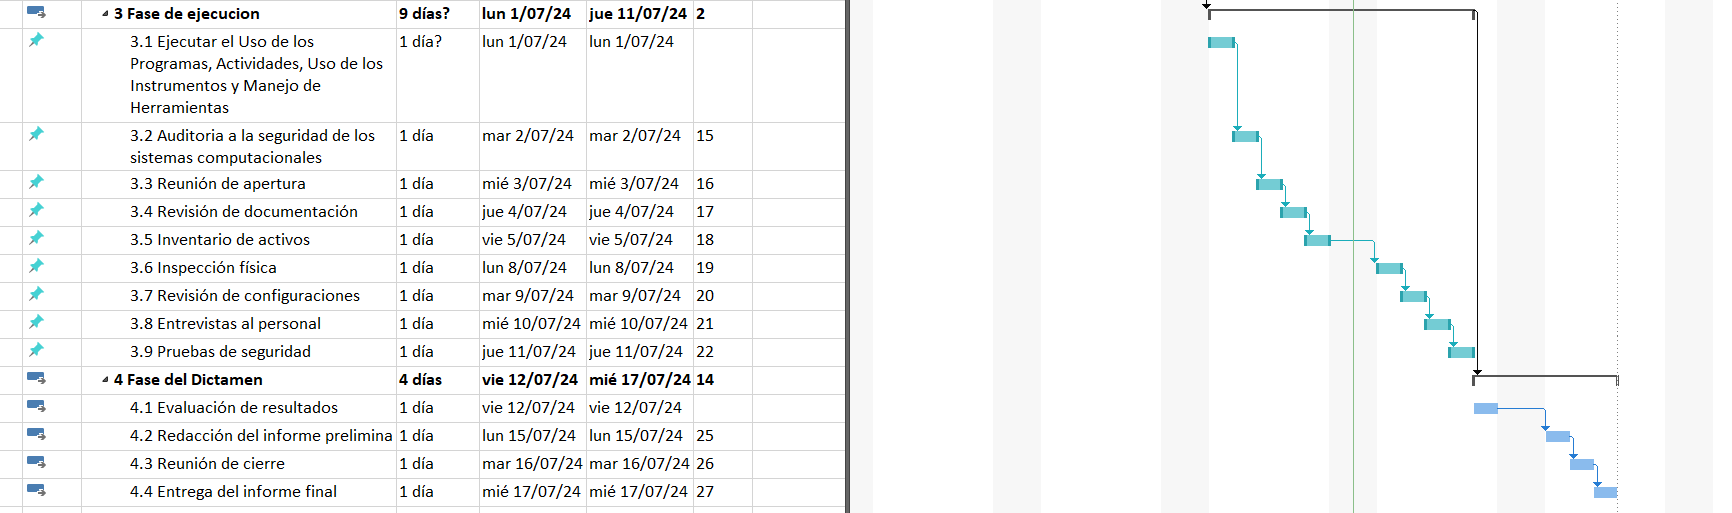 3 Fase de ejecucion 9 días? lun 1/07/24 jue 11/07/24 2
3.1 Ejecutar el Uso de los 1 día? lun 1/07/24 lun 1/07/24
Programas, Actividades, Uso de los
Instrumentos y Manejo de
Herramientas
3.2 Auditoria a la seguridad de los 1 día mar 2/07/24 mar 2/07/24 15
sistemas computacionales
3.3 Reunión de apertura 1 día mié 3/07/24 mié 3/07/24 16
3.4 Revisión de documentación 1 día jue 4/07/24 jue 4/07/24 17
3.5 Inventario de activos 1 día vie 5/07/24 vie 5/07/24 18
3.6 Inspección física 1 día lun 8/07/24 lun 8/07/24 19
3.7 Revisión de configuraciones 1 día mar 9/07/24 mar 9/07/24 20
3.8 Entrevistas al personal 1 día mié 10/07/24 mié 10/07/24 21
3.9 Pruebas de seguridad 1 día jue 11/07/24 jue 11/07/24 22
4 Fase del Dictamen 4 días vie 12/07/24 mié 17/07/24 14
4.1 Evaluación de resultados 1 día vie 12/07/24 vie 12/07/24
4.2 Redacción del informe prelimina 1 día lun 15/07/24 lun 15/07/24 25
4.3 Reunión de cierre 1 día mar 16/07/24 mar 16/07/24 26
4.4 Entrega del informe final 1 día mié 17/07/24 mié 17/07/24 27